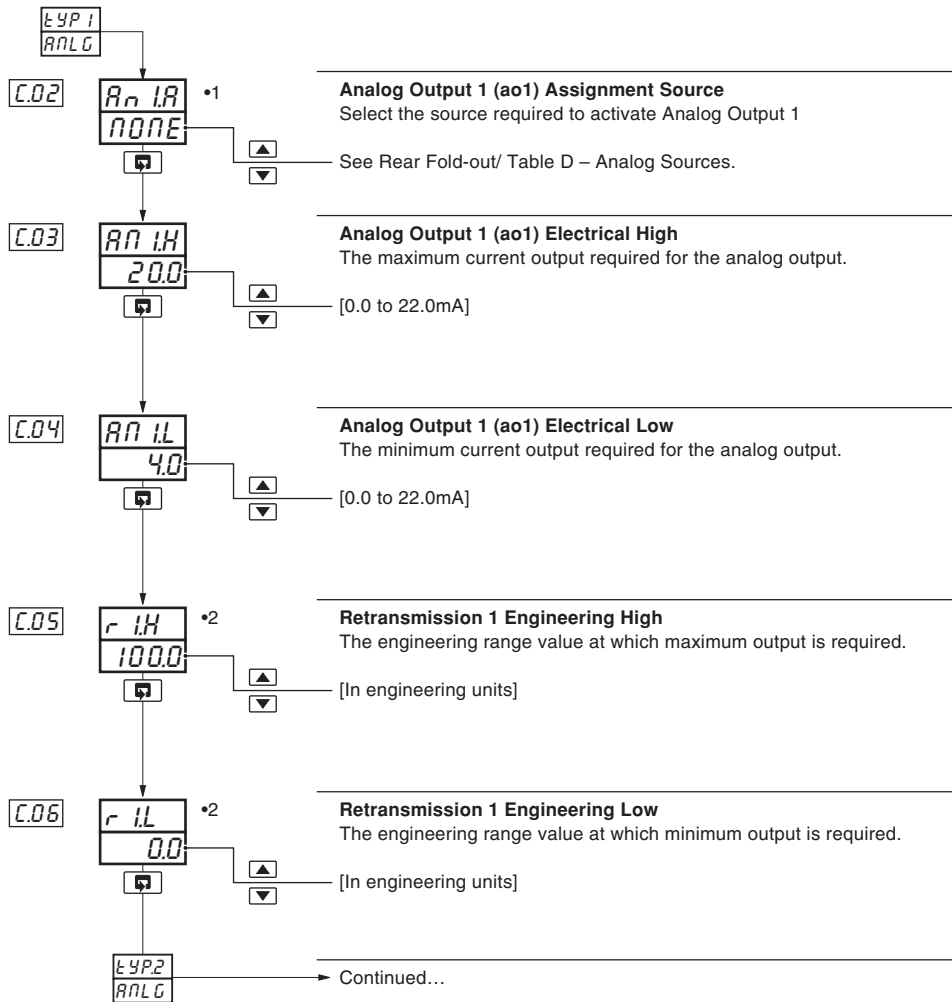 tYP1
ANLG
C.02
An1.A
•1
NONE
Analog Output 1 (ao1) Assignment Source
Select the source required to activate Analog Output 1
See Rear Fold-out/ Table D – Analog Sources.
C.03
AN1.H
20.0
Analog Output 1 (ao1) Electrical High
The maximum current output required for the analog output.
[0.0 to 22.0mA]
C.04
AN1.L
4.0
Analog Output 1 (ao1) Electrical Low
The minimum current output required for the analog output.
[0.0 to 22.0mA]
C.05
r1.H
•2
100.0
Retransmission 1 Engineering High
The engineering range value at which maximum output is required.
[In engineering units]
C.06
r1.L
•2
0.0
Retransmission 1 Engineering Low
The engineering range value at which minimum output is required.
[In engineering units]
tYP.2
ANLG
Continued…